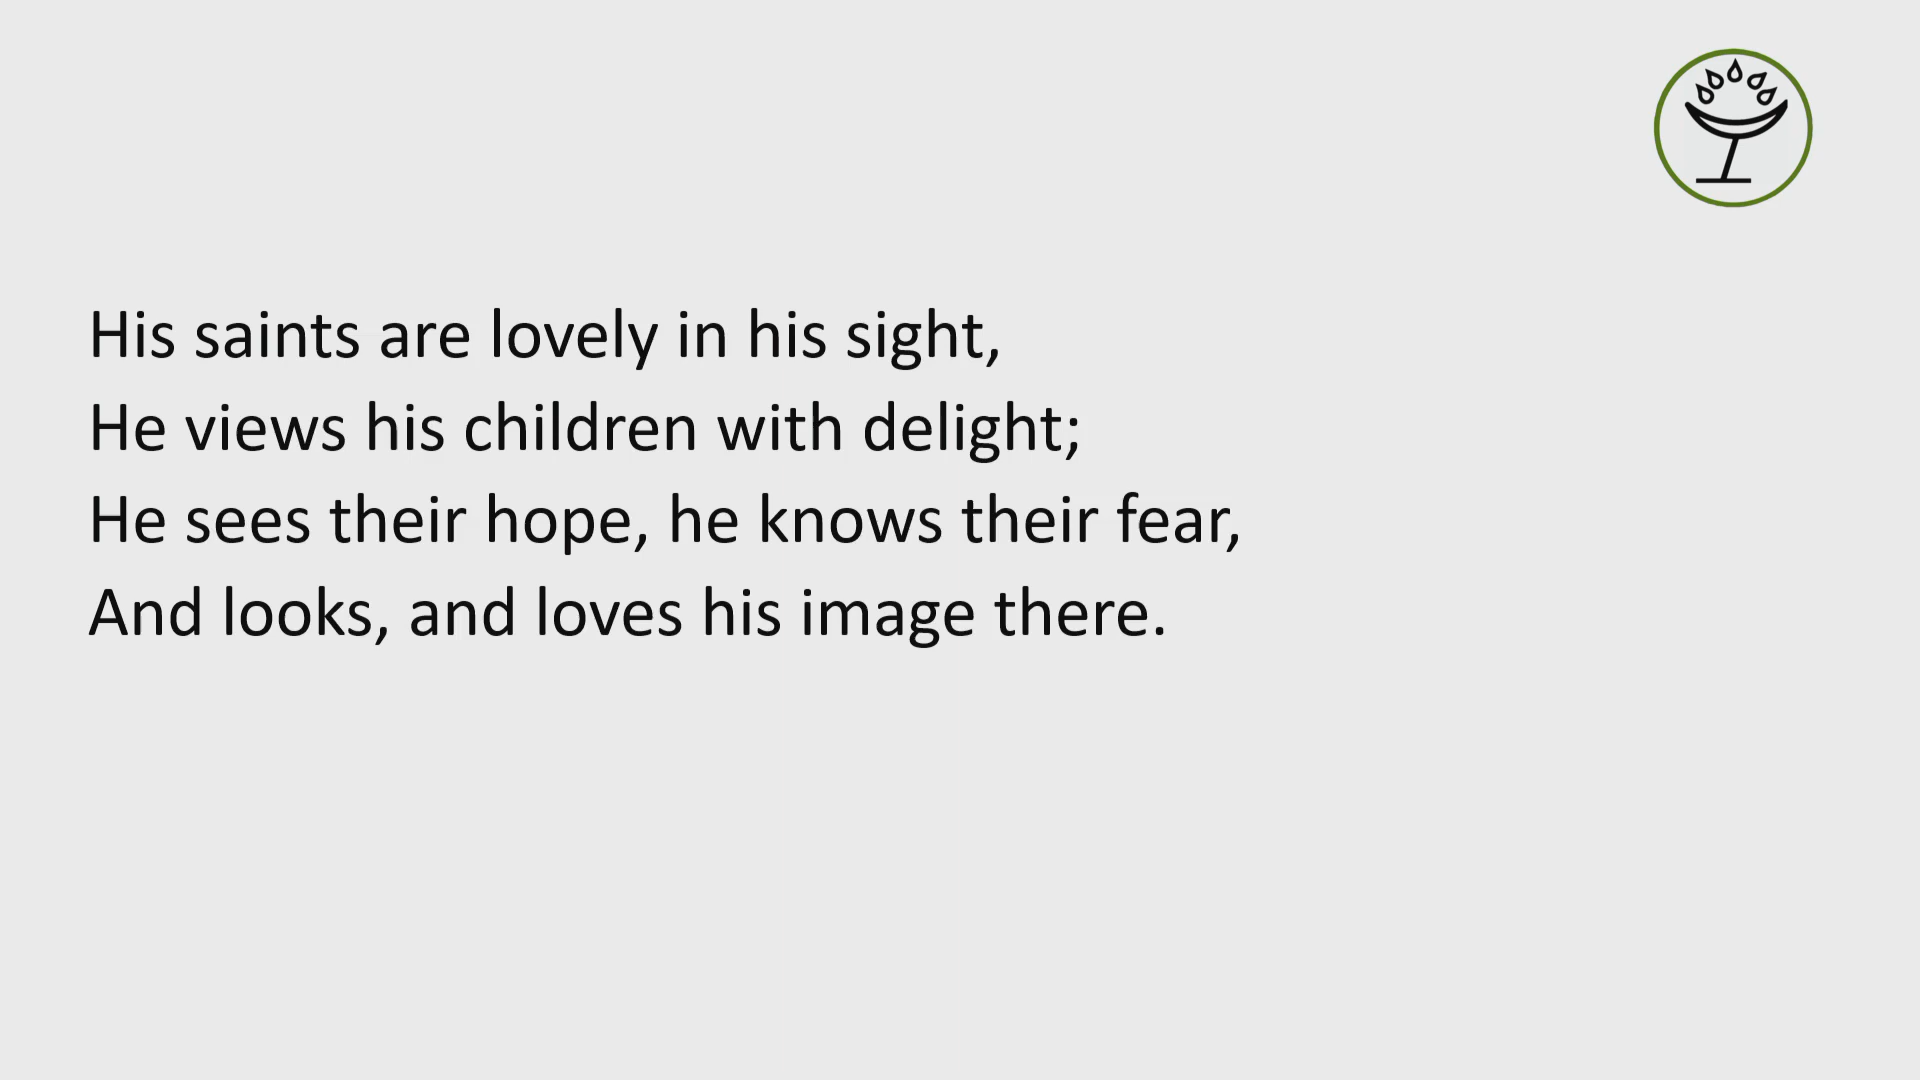 His saints are lovely in his sight,
He views his children with delight;
He sees their hope, he knows their fear,
And looks, and loves his image there.